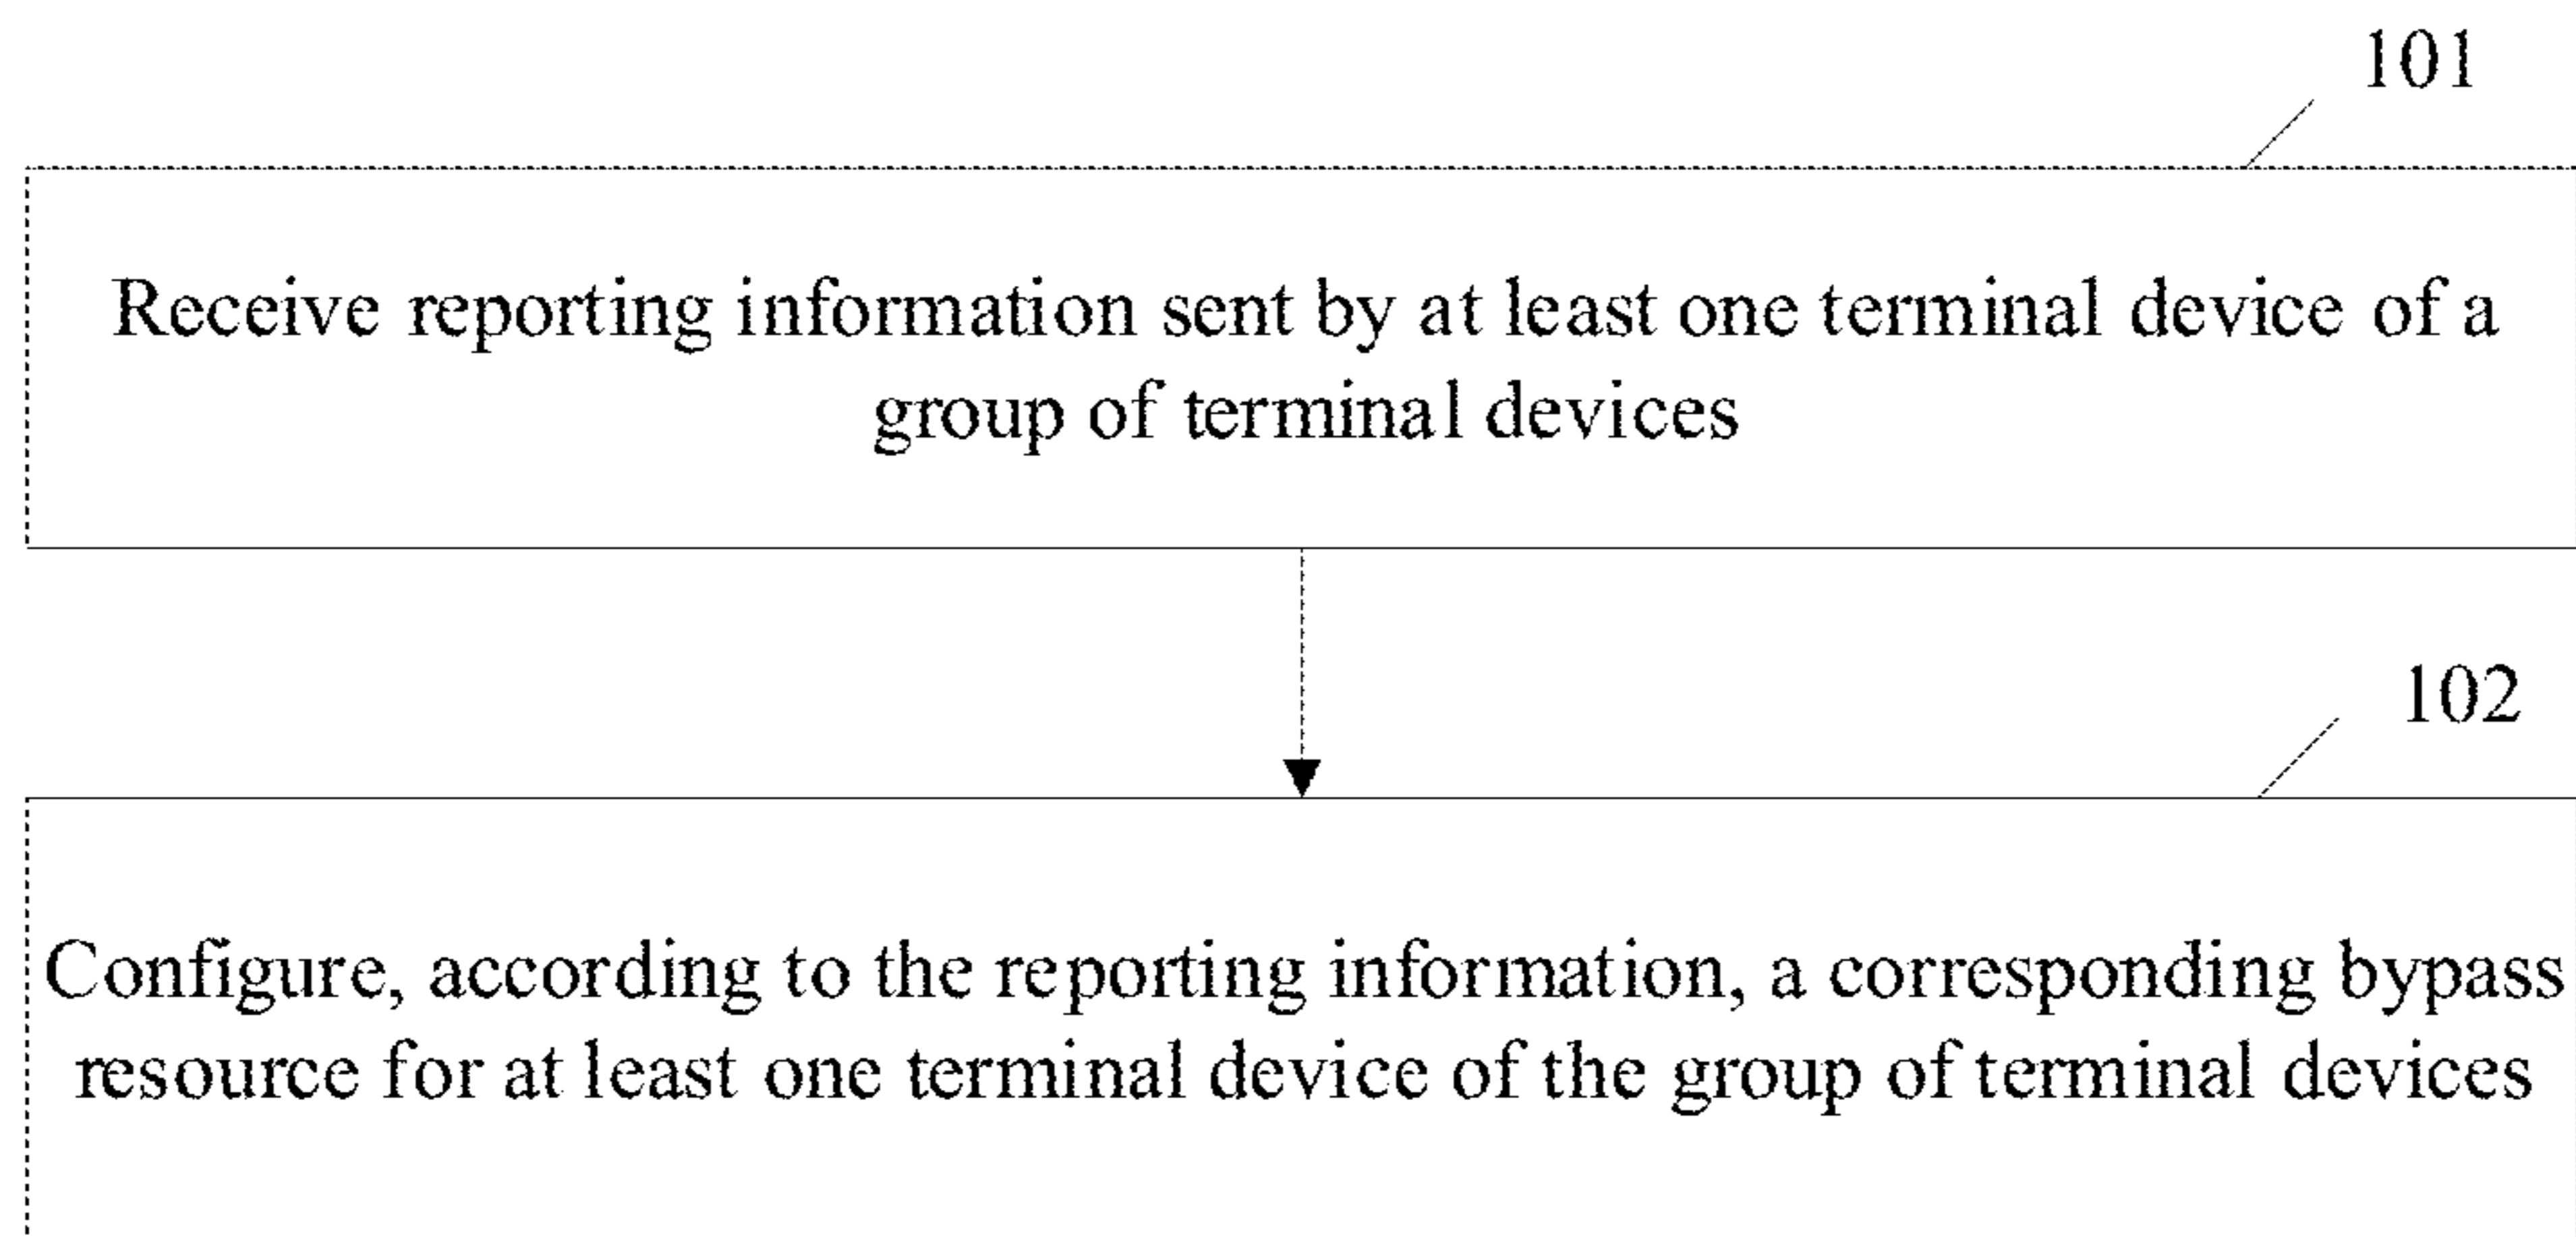 101
Receive reporting information sent by at least one terminal device of a
group of terminal devices
102
Configure, according to the reporting information, a corresponding bypass
resource for at least one terminal device of the group of terminal devices